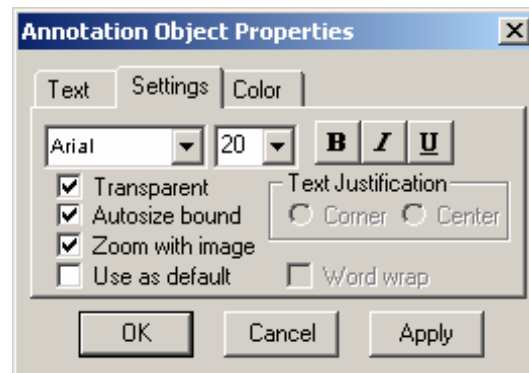 Annotation Object Properties
Text Settings Color
Arial 20 B I U
Transparent Text Justification
Autosize bound Corner Center
Zoom with image
Use as default Word wrap
OK Cancel Apply